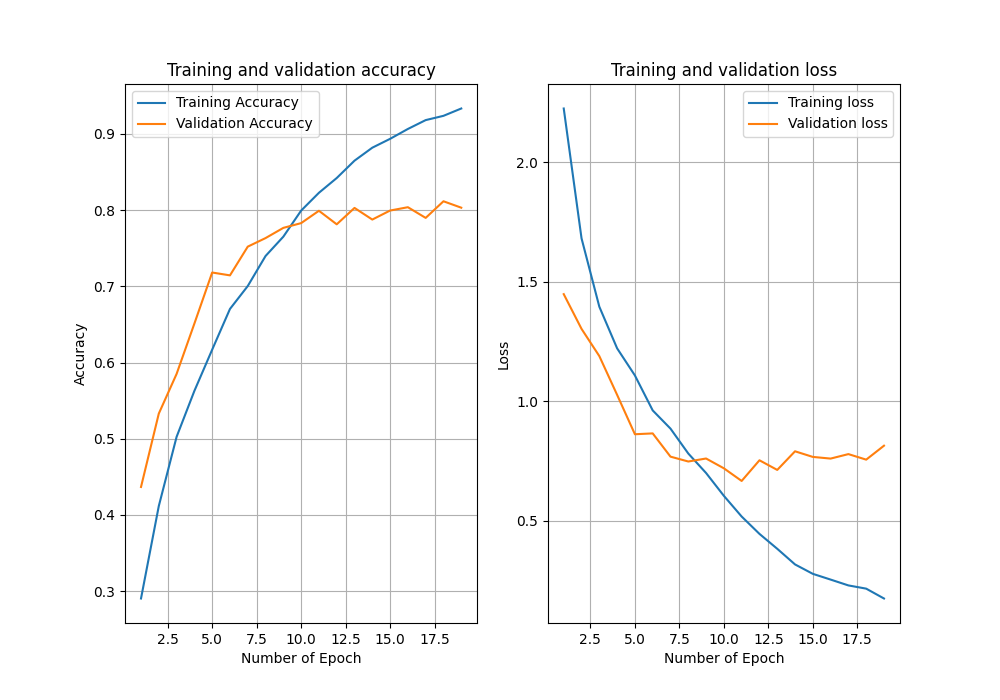 Training and validation accuracy
Training Accuracy
Validation Accuracy
0.9
0.8
0.7
0.6
0.5
0.4
0.3
Accuracy
2.5 5.0 7.5 10.0 12.5 15.0 17.5
Number of Epoch
Training and validation loss
Training loss
Validation loss
2.0
1.5
1.0
0.5
Loss
2.5 5.0 7.5 10.0 12.5 15.0 17.5
Number of Epoch